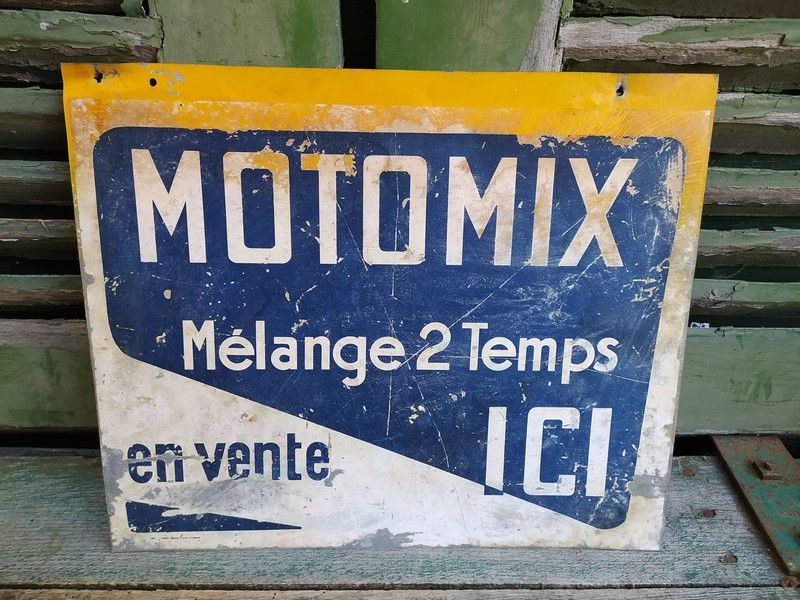 MOTOMIX
Mélange 2 Temps
en vente
ICI